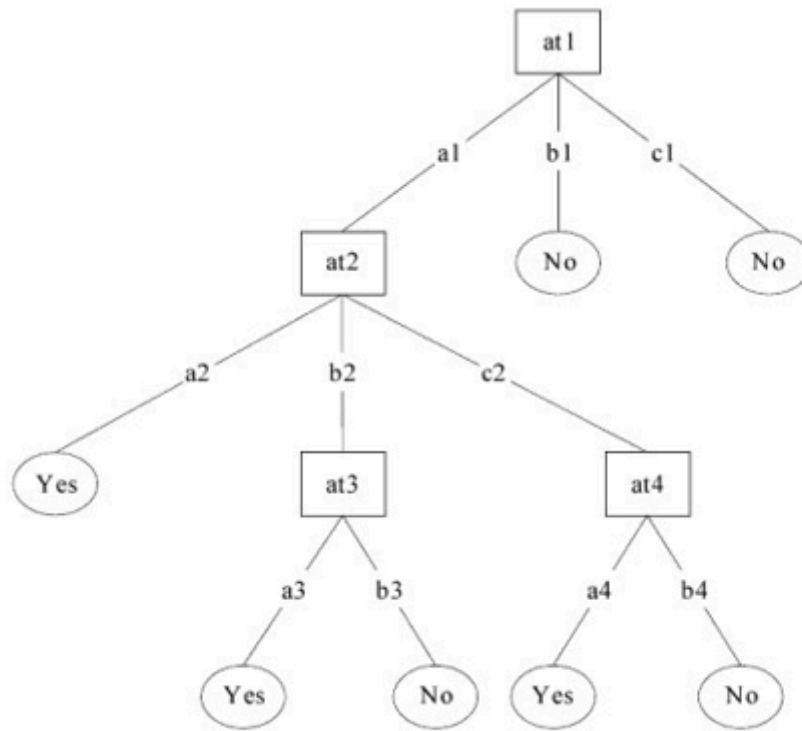 at1
a1 b1 c1
at2 No No
a2 b2 c2
Yes at3 at4
a3 b3 a4 b4
Yes No Yes No